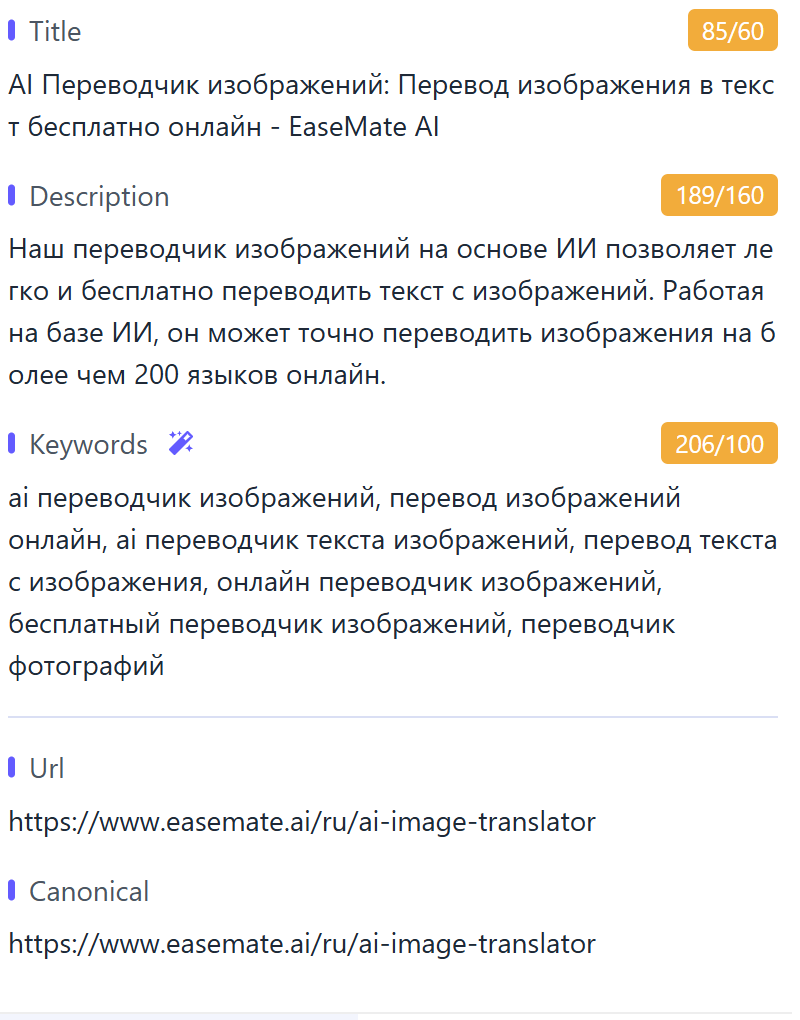 Title
85/60
AI Переводчик изображений: Перевод изображения в текс
т бесплатно онлайн - EaseMate AI
Description
189/160
Наш переводчик изображений на основе ИИ позволяет ле
гко и бесплатно переводить текст с изображений. Работая
на базе ИИ, он может точно переводить изображения на б
олее чем 200 языков онлайн.
Keywords
206/100
ai переводчик изображений, перевод изображений
онлайн, ai переводчик текста изображений, перевод текста
с изображения, онлайн переводчик изображений,
бесплатный переводчик изображений, переводчик
фотографий
Url
https://www.easemate.ai/ru/ai-image-translator
Canonical
https://www.easemate.ai/ru/ai-image-translator